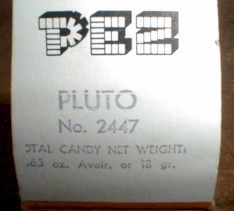 PEZ
PLUTO
No. 2447
OTAL CANDY NET WEIGHT:
.63 oz. Avoir. or 18 gr.